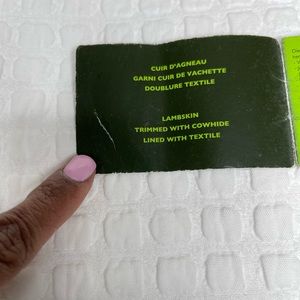 CUIR D'AGNEAU
GARNI CUIR DE VACHETTE
DOUBLURE TEXTILE
LAMBSKIN
TRIMMED WITH COWHIDE
LINED WITH TEXTILE